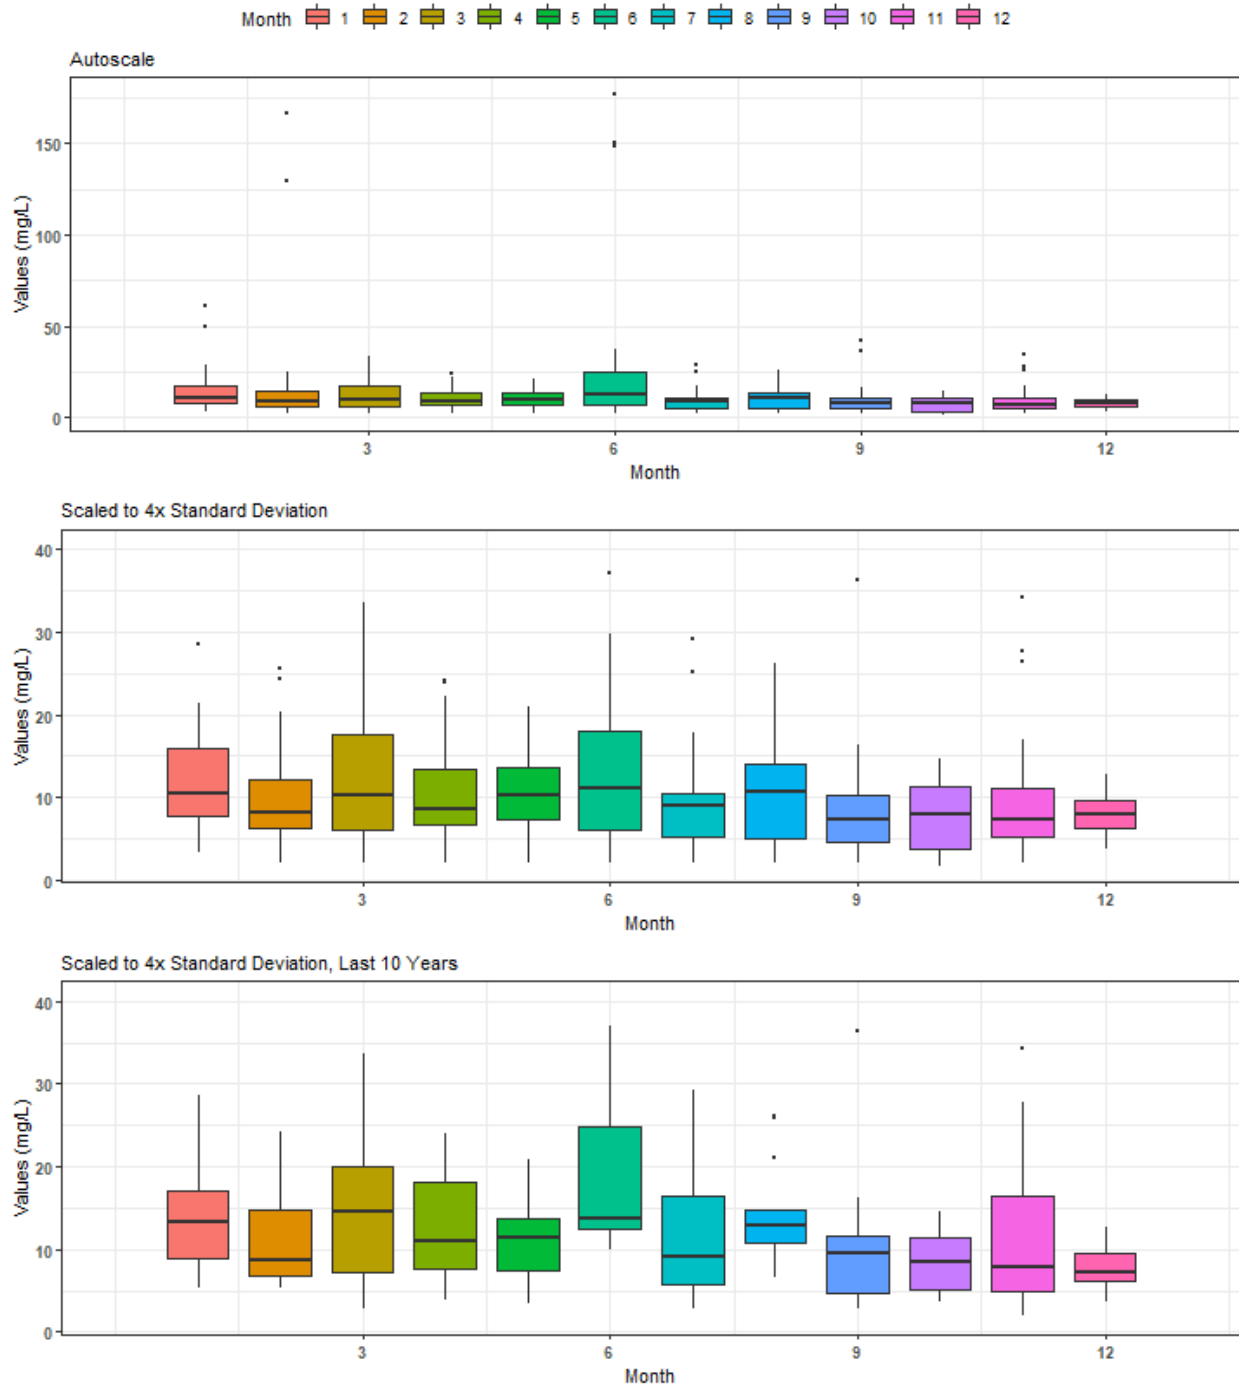 Month 1 2 3 4 5 6 7 8 9 10 11 12
Autoscale
Values (mg/L)
150
100
50
0
3 6 9 12
Month
Scaled to 4x Standard Deviation
Values (mg/L)
40
30
20
10
0
3 6 9 12
Month
Scaled to 4x Standard Deviation, Last 10 Years
Values (mg/L)
40
30
20
10
0
3 6 9 12
Month